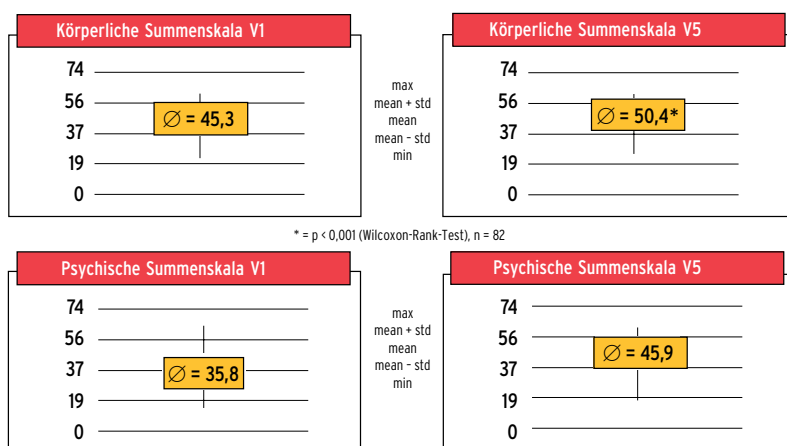 Körperliche Summenskala V1
74
56
37
19
0
Ø = 45,3
max
mean + std
mean
mean - std
min
Körperliche Summenskala V5
74
56
37
19
0
Ø = 50,4*
* = p < 0,001 (Wilcoxon-Rank-Test), n = 82
Psychische Summenskala V1
74
56
37
19
0
Ø = 35,8
max
mean + std
mean
mean - std
min
Psychische Summenskala V5
74
56
37
19
0
Ø = 45,9